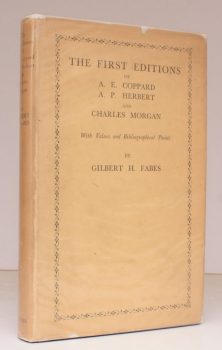 THE FIRST EDITIONS
OF
A. E. COPPARD
A. P. HERBERT
AND
CHARLES MORGAN
With Values and Bibliographical Points
BY
GILBERT H. FABES